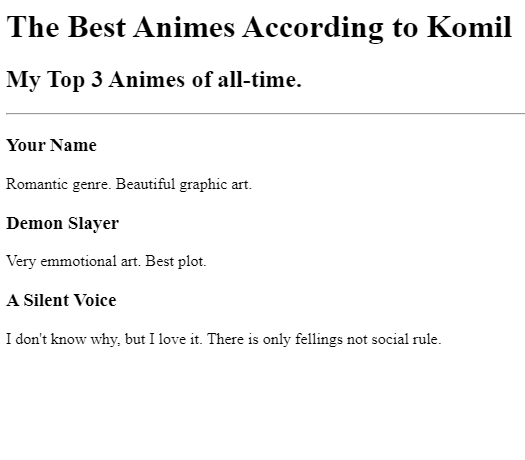 The Best Animes According to Komil
My Top 3 Animes of all-time.
Your Name
Romantic genre. Beautiful graphic art.
Demon Slayer
Very emmotional art. Best plot.
A Silent Voice
I don't know why, but I love it. There is only fellings not social rule.